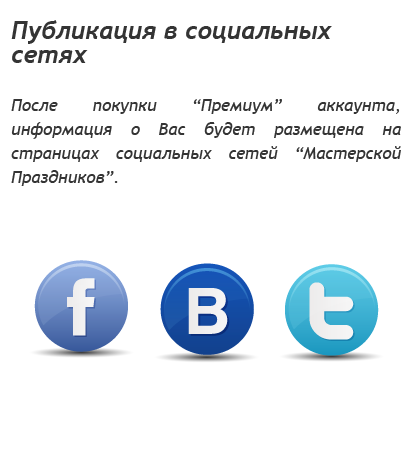 Публикация в социальных
сетях
После покупки “Премиум” аккаунта,
информация о Вас будет размещена на
страницах социальных сетей “Мастерской
Праздников”.
f B t